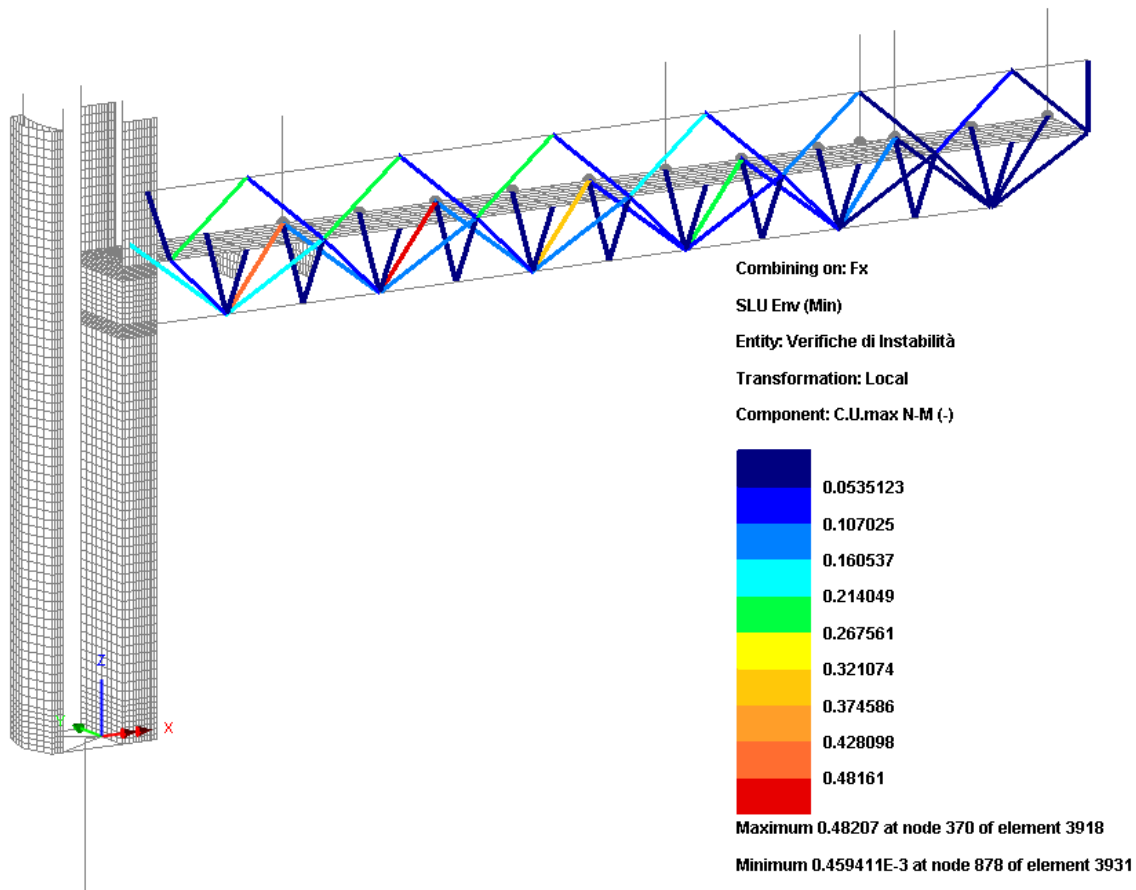 Combining on: Fx
SLU Env (Min)
Entity: Verifiche di Instabilità
Transformation: Local
Component: C.U.max N-M (-)
0.0535123
0.107025
0.160537
0.214049
0.267561
0.321074
0.374586
0.428098
0.48161
Maximum 0.48207 at node 370 of element 3918
Minimum 0.459411E-3 at node 878 of element 3931
Z
Y
X